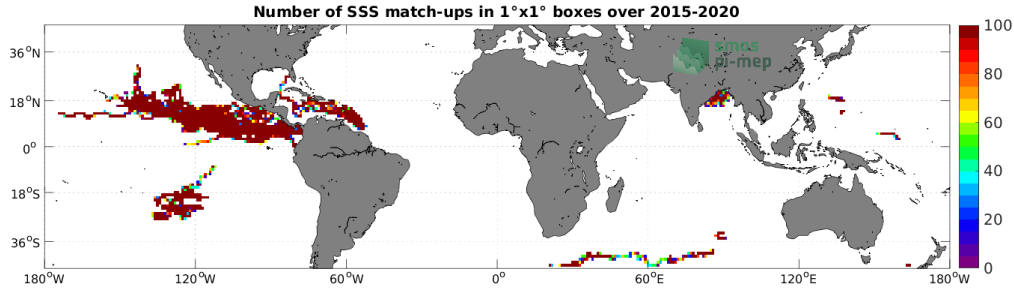 Number of SSS match-ups in 1°x1° boxes over 2015-2020
smos
pi-mep
36°N
18°N
0°
18°S
36°S
180°W
120°W
60°W
0°
60°E
120°E
180°W
100
80
60
40
20
0